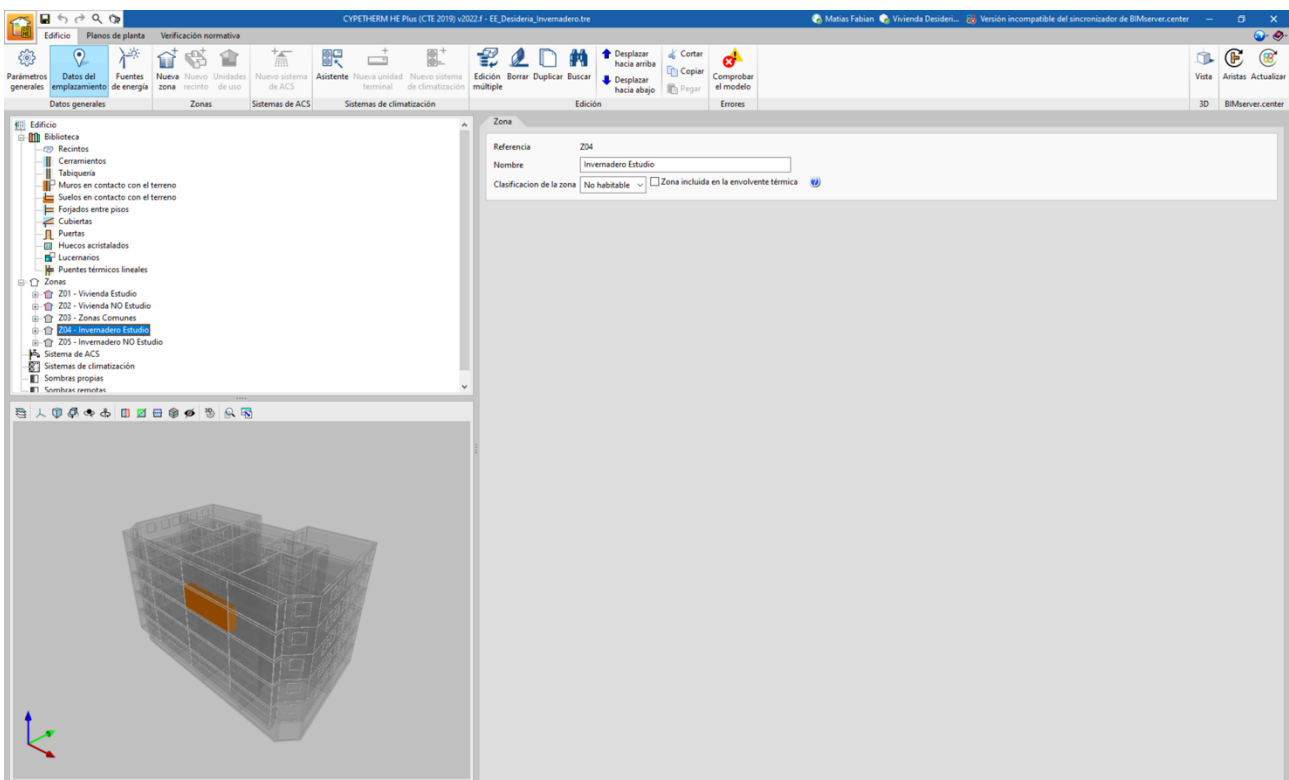 CYPETHERM HE Plus (CTE 2019) v2022.f - EE_Desideria_Invernadero.tre
Matias Fabian
Vivienda Desideri...
Versión incompatible del sincronizador de BIMserver.center
Edificio
Planos de planta
Verificación normativa
Parámetros generales
Datos del emplazamiento
Fuentes de energía
Nueva zona
Nuevo recinto
Unidades de uso
Nuevo sistema de ACS
Asistente
Nueva unidad terminal
Nuevo sistema de climatización
Edición múltiple
Borrar
Duplicar
Buscar
Desplazar hacia arriba
Desplazar hacia abajo
Cortar
Copiar
Pegar
Comprobar el modelo
Vista
Aristas
Actualizar
Datos generales
Zonas
Sistemas de ACS
Sistemas de climatización
Edición
Errores
3D
BIMserver.center
Edificio
Biblioteca
Recintos
Cerramientos
Tabiquería
Muros en contacto con el terreno
Suelos en contacto con el terreno
Forjados entre pisos
Cubiertas
Puertas
Huecos acristalados
Lucernarios
Puentes térmicos lineales
Zonas
Z01 - Vivienda Estudio
Z02 - Vivienda NO Estudio
Z03 - Zonas Comunes
Z04 - Invernadero Estudio
Z05 - Invernadero NO Estudio
Sistema de ACS
Sistemas de climatización
Sombras propias
Sombras remotas
Zona
Referencia Z04
Nombre Invernadero Estudio
Clasificacion de la zona No habitable Zona incluida en la envolvente térmica